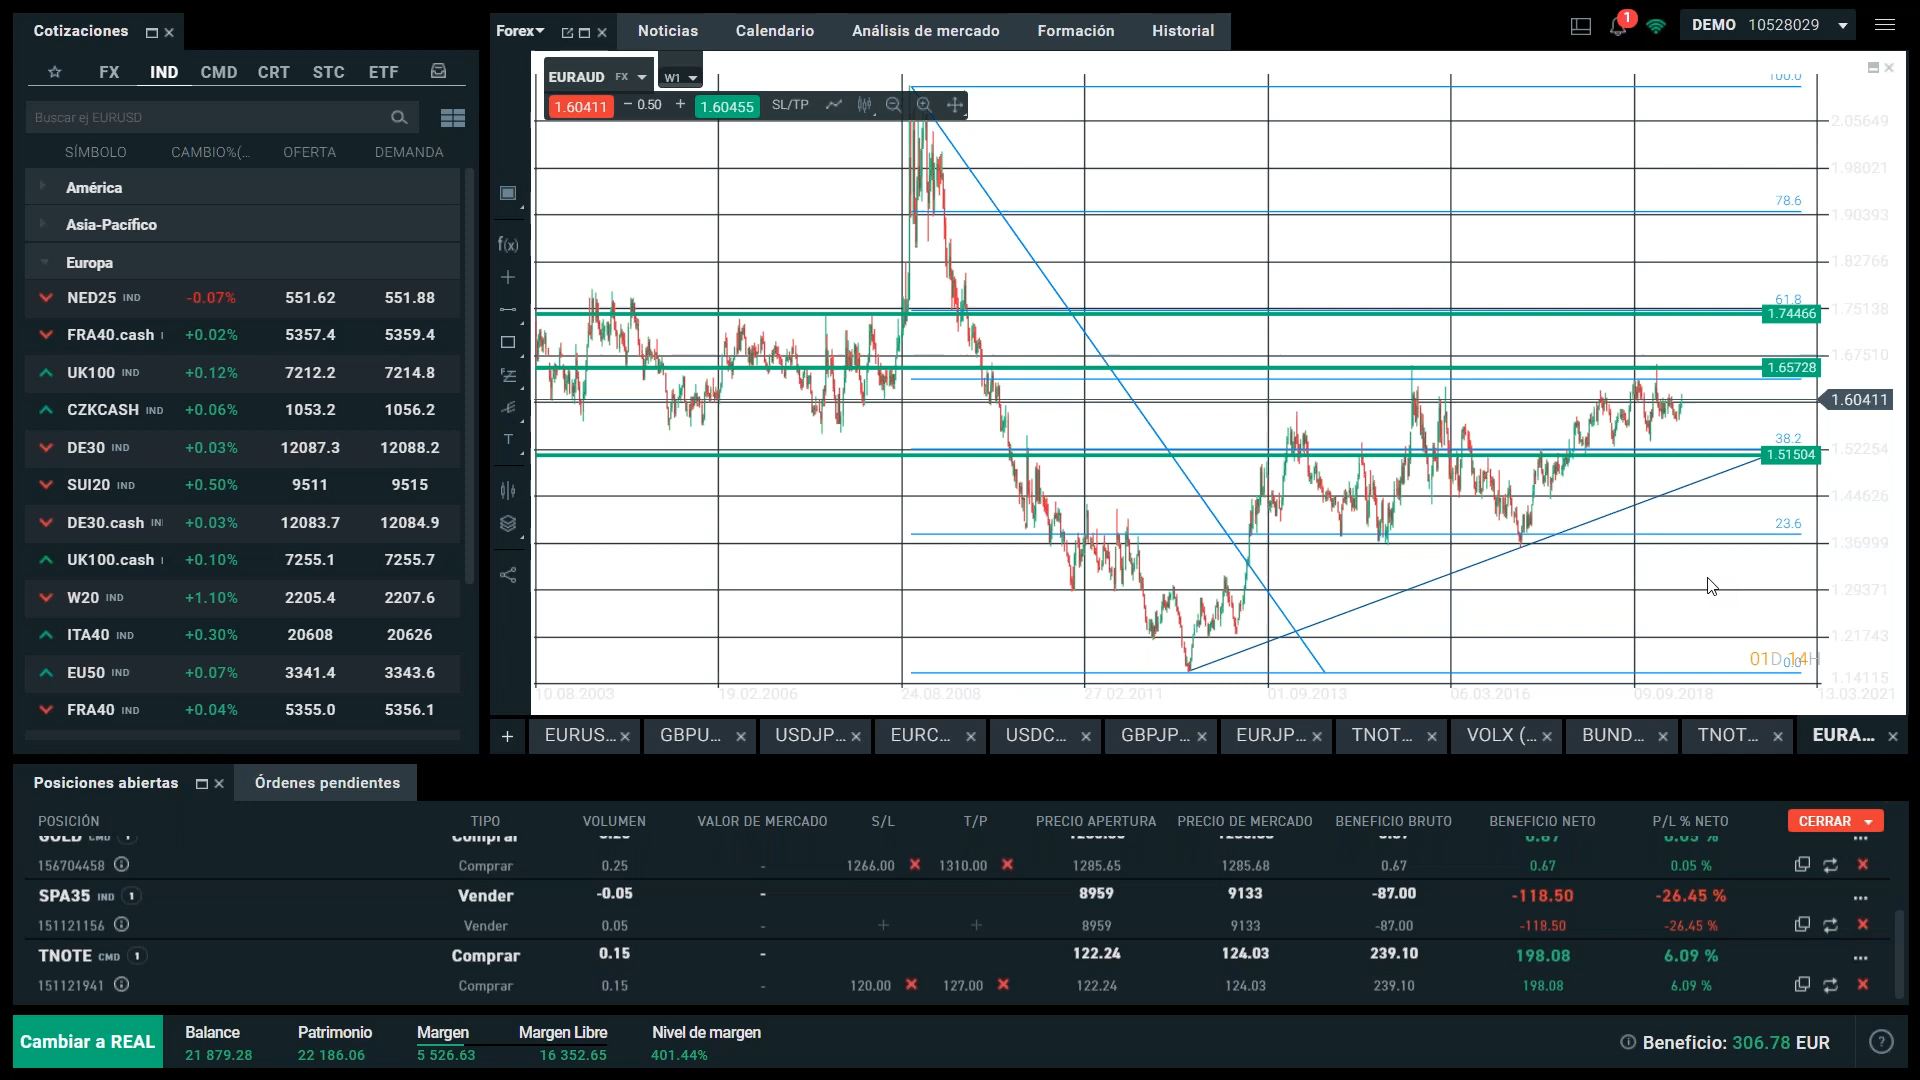 Cotizaciones
Forex
Noticias
Calendario
Análisis de mercado
Formación
Historial
1
DEMO 10528029
FX
IND
CMD
CRT
STC
ETF
Buscar ej EURUSD
SÍMBOLO CAMBIO%(... OFERTA DEMANDA
América
Asia-Pacífico
Europa
NED25 IND -0.07% 551.62 551.88
FRA40.cash I +0.02% 5357.4 5359.4
UK100 IND +0.12% 7212.2 7214.8
CZKCASH IND +0.06% 1053.2 1056.2
DE30 IND +0.03% 12087.3 12088.2
SUI20 IND +0.50% 9511 9515
DE30.cash IN +0.03% 12083.7 12084.9
UK100.cash I +0.10% 7255.1 7255.7
W20 IND +1.10% 2205.4 2207.6
ITA40 IND +0.30% 20608 20626
EU50 IND +0.07% 3341.4 3343.6
FRA40 IND +0.04% 5355.0 5356.1
EURAUD FX
W1
1.60411 − 0.50 + 1.60455 SL/TP
f(x)
T
100.0
2.05649
1.98021
78.6
1.90393
1.82766
61.8
1.75138
1.74466
1.67510
1.65728
1.60411
38.2
1.52254
1.51504
1.44626
23.6
1.36999
1.29371
1.21743
01D 14H
0.0
1.14115
10.08.2003 19.02.2006 24.08.2008 27.02.2011 01.09.2013 06.03.2016 09.09.2018 13.03.2021
+ EURUS... GBPU... USDJP... EURC... USDC... GBPJP... EURJP... TNOT... VOLX (... BUND... TNOT... EURA...
Posiciones abiertas
Órdenes pendientes
POSICIÓN TIPO VOLUMEN VALOR DE MERCADO S/L T/P PRECIO APERTURA PRECIO DE MERCADO BENEFICIO BRUTO BENEFICIO NETO P/L % NETO CERRAR
GOLD CMD 1 Comprar 0.67 0.05 % ...
156704458 Comprar 0.25 - 1266.00 1310.00 1285.65 1285.68 0.67 0.67 0.05 %
SPA35 IND 1 Vender -0.05 - 8959 9133 -87.00 -118.50 -26.45 % ...
151121156 Vender 0.05 - + + 8959 9133 -87.00 -118.50 -26.45 %
TNOTE CMD 1 Comprar 0.15 - 122.24 124.03 239.10 198.08 6.09 % ...
151121941 Comprar 0.15 - 120.00 127.00 122.24 124.03 239.10 198.08 6.09 %
Cambiar a REAL
Balance Patrimonio Margen Margen Libre Nivel de margen
21 879.28 22 186.06 5 526.63 16 352.65 401.44%
Beneficio: 306.78 EUR
?